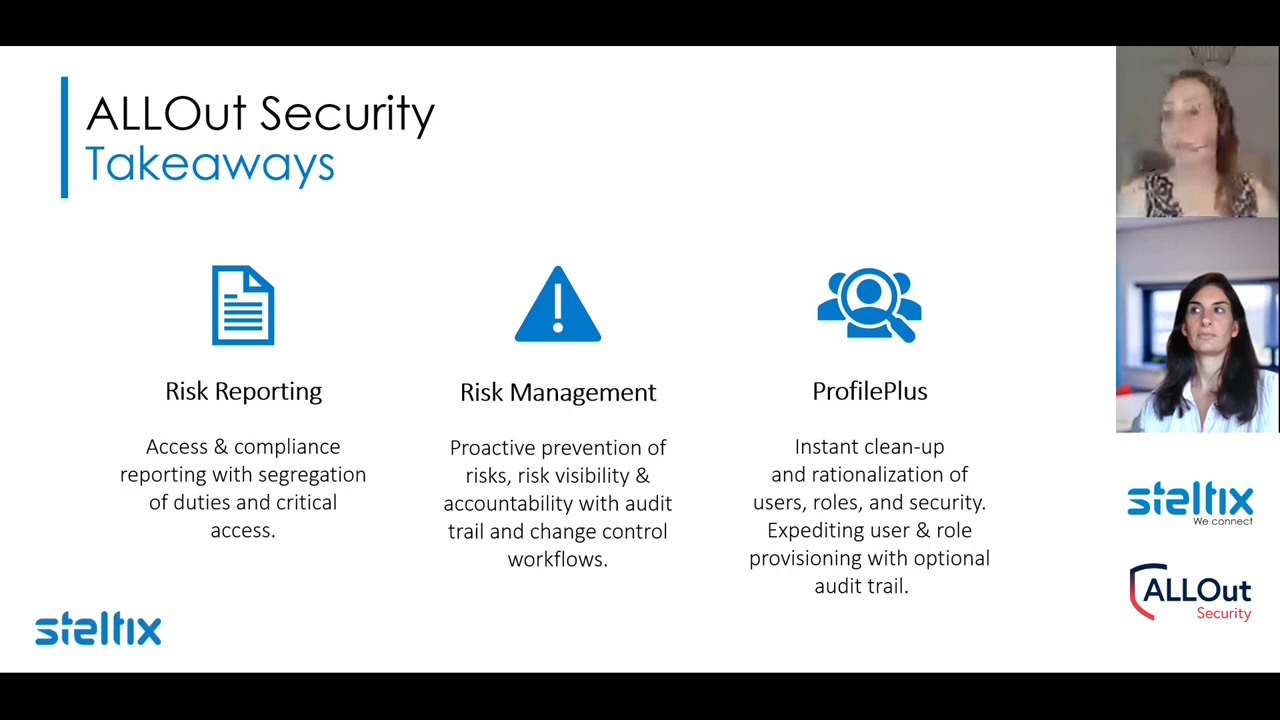 ALLOut Security
Takeaways
Risk Reporting
Access & compliance
reporting with segregation
of duties and critical
access.
Risk Management
Proactive prevention of
risks, risk visibility &
accountability with audit
trail and change control
workflows.
ProfilePlus
Instant clean-up
and rationalization of
users, roles, and security.
Expediting user & role
provisioning with optional
audit trail.
steltix
steltix
We connect
ALLOut
Security